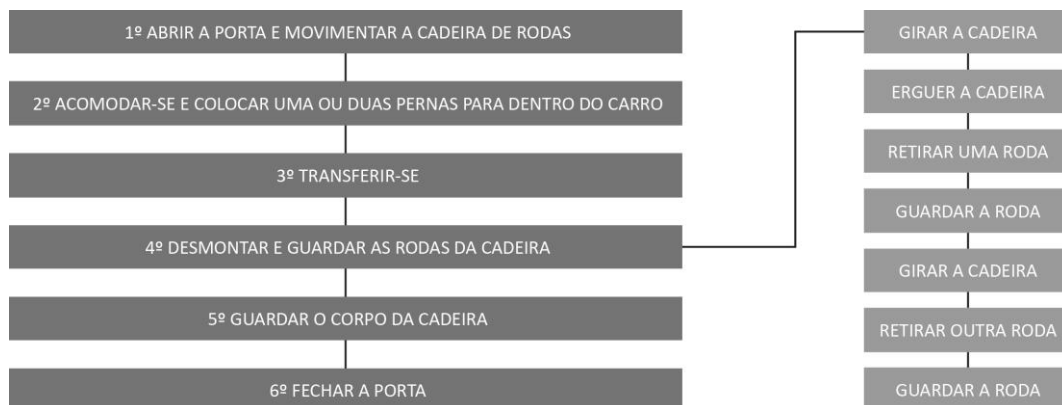 1º ABRIR A PORTA E MOVIMENTAR A CADEIRA DE RODAS
2º ACOMODAR-SE E COLOCAR UMA OU DUAS PERNAS PARA DENTRO DO CARRO
3º TRANSFERIR-SE
4º DESMONTAR E GUARDAR AS RODAS DA CADEIRA
5º GUARDAR O CORPO DA CADEIRA
6º FECHAR A PORTA
GIRAR A CADEIRA
ERGUER A CADEIRA
RETIRAR UMA RODA
GUARDAR A RODA
GIRAR A CADEIRA
RETIRAR OUTRA RODA
GUARDAR A RODA